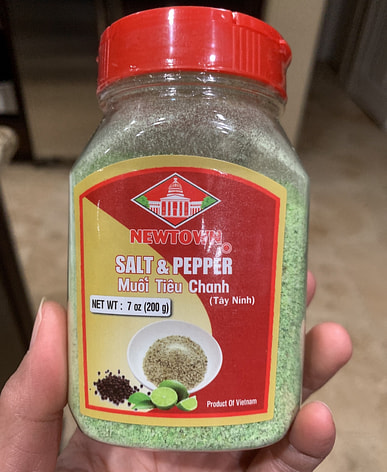 NEWTOWN
SALT & PEPPER
Muối Tiêu Chanh
(Tây Ninh)
NET WT : 7 oz (200 g)
Product Of Vietnam